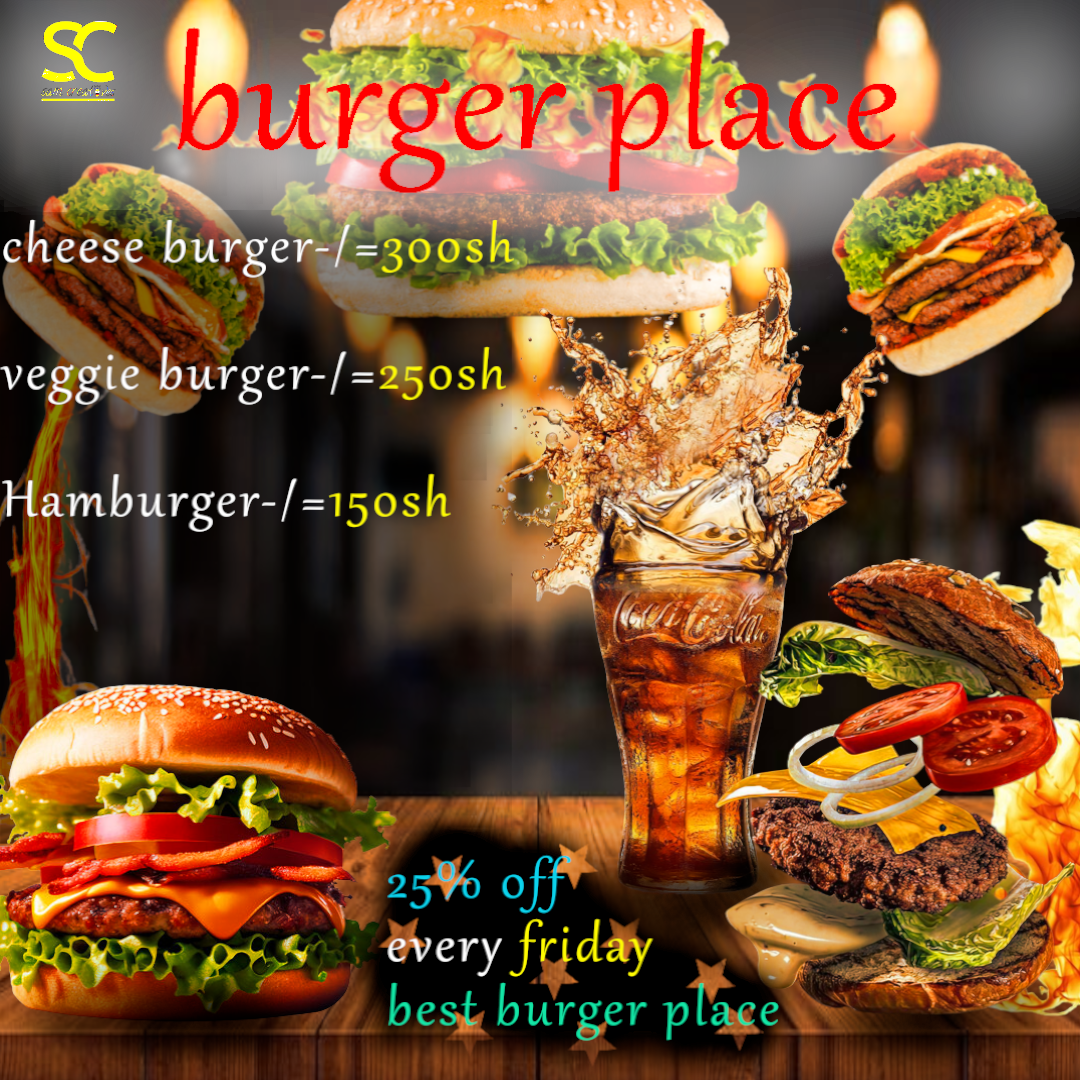 SC
burger place
cheese burger-/=300sh
veggie burger-/=250sh
Hamburger-/=150sh
Coca-Cola
25% off
every friday
best burger place